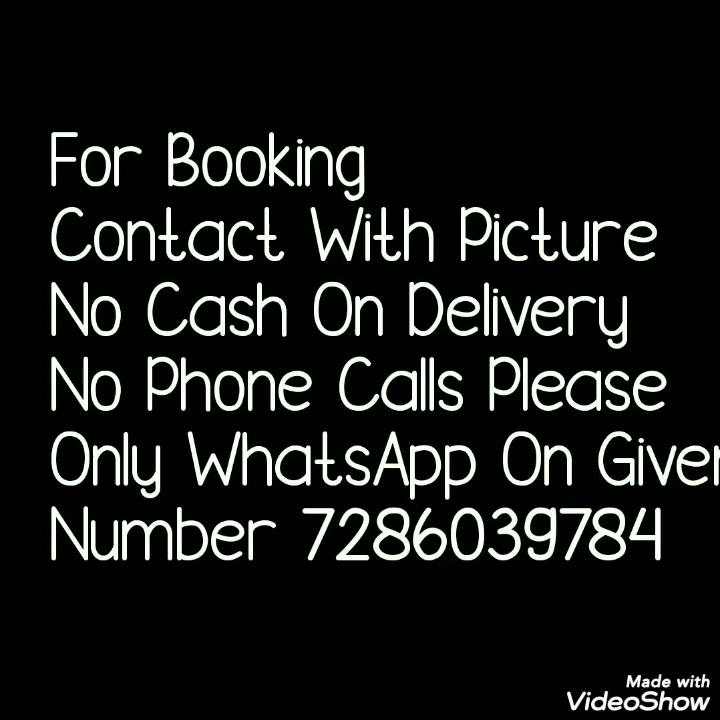 For Booking
Contact With Picture
No Cash On Delivery
No Phone Calls Please
Only WhatsApp On Given
Number 7286039784
Made with
VideoShow